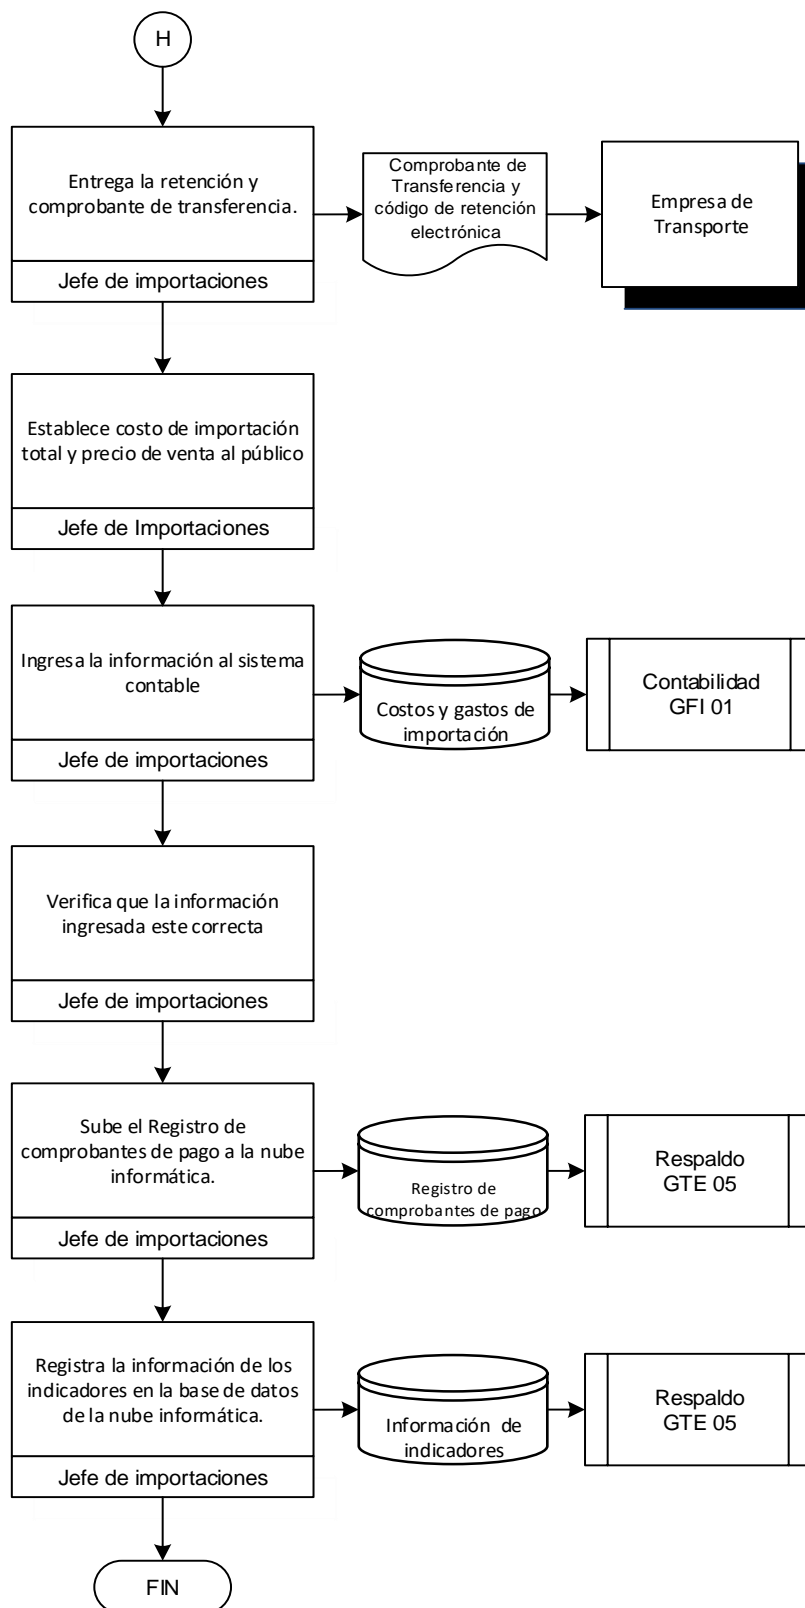 H
Entrega la retención y
comprobante de transferencia.
Jefe de importaciones
Comprobante de
Transferencia y
código de retención
electrónica
Empresa de
Transporte
Establece costo de importación
total y precio de venta al público
Jefe de Importaciones
Ingresa la información al sistema
contable
Jefe de importaciones
Costos y gastos de
importación
Contabilidad
GFI 01
Verifica que la información
ingresada este correcta
Jefe de importaciones
Sube el Registro de
comprobantes de pago a la nube
informática.
Jefe de importaciones
Registro de
comprobantes de pago
Respaldo
GTE 05
Registra la información de los
indicadores en la base de datos
de la nube informática.
Jefe de importaciones
Información de
indicadores
Respaldo
GTE 05
FIN